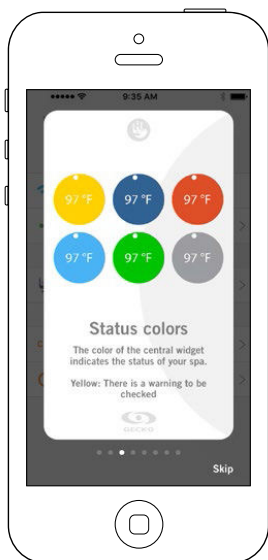 9:35 AM
97 °F 97 °F 97 °F
97 °F 97 °F 97 °F
Status colors
The color of the central widget
indicates the status of your spa.
Yellow: There is a warning to be
checked
GECKO
Skip